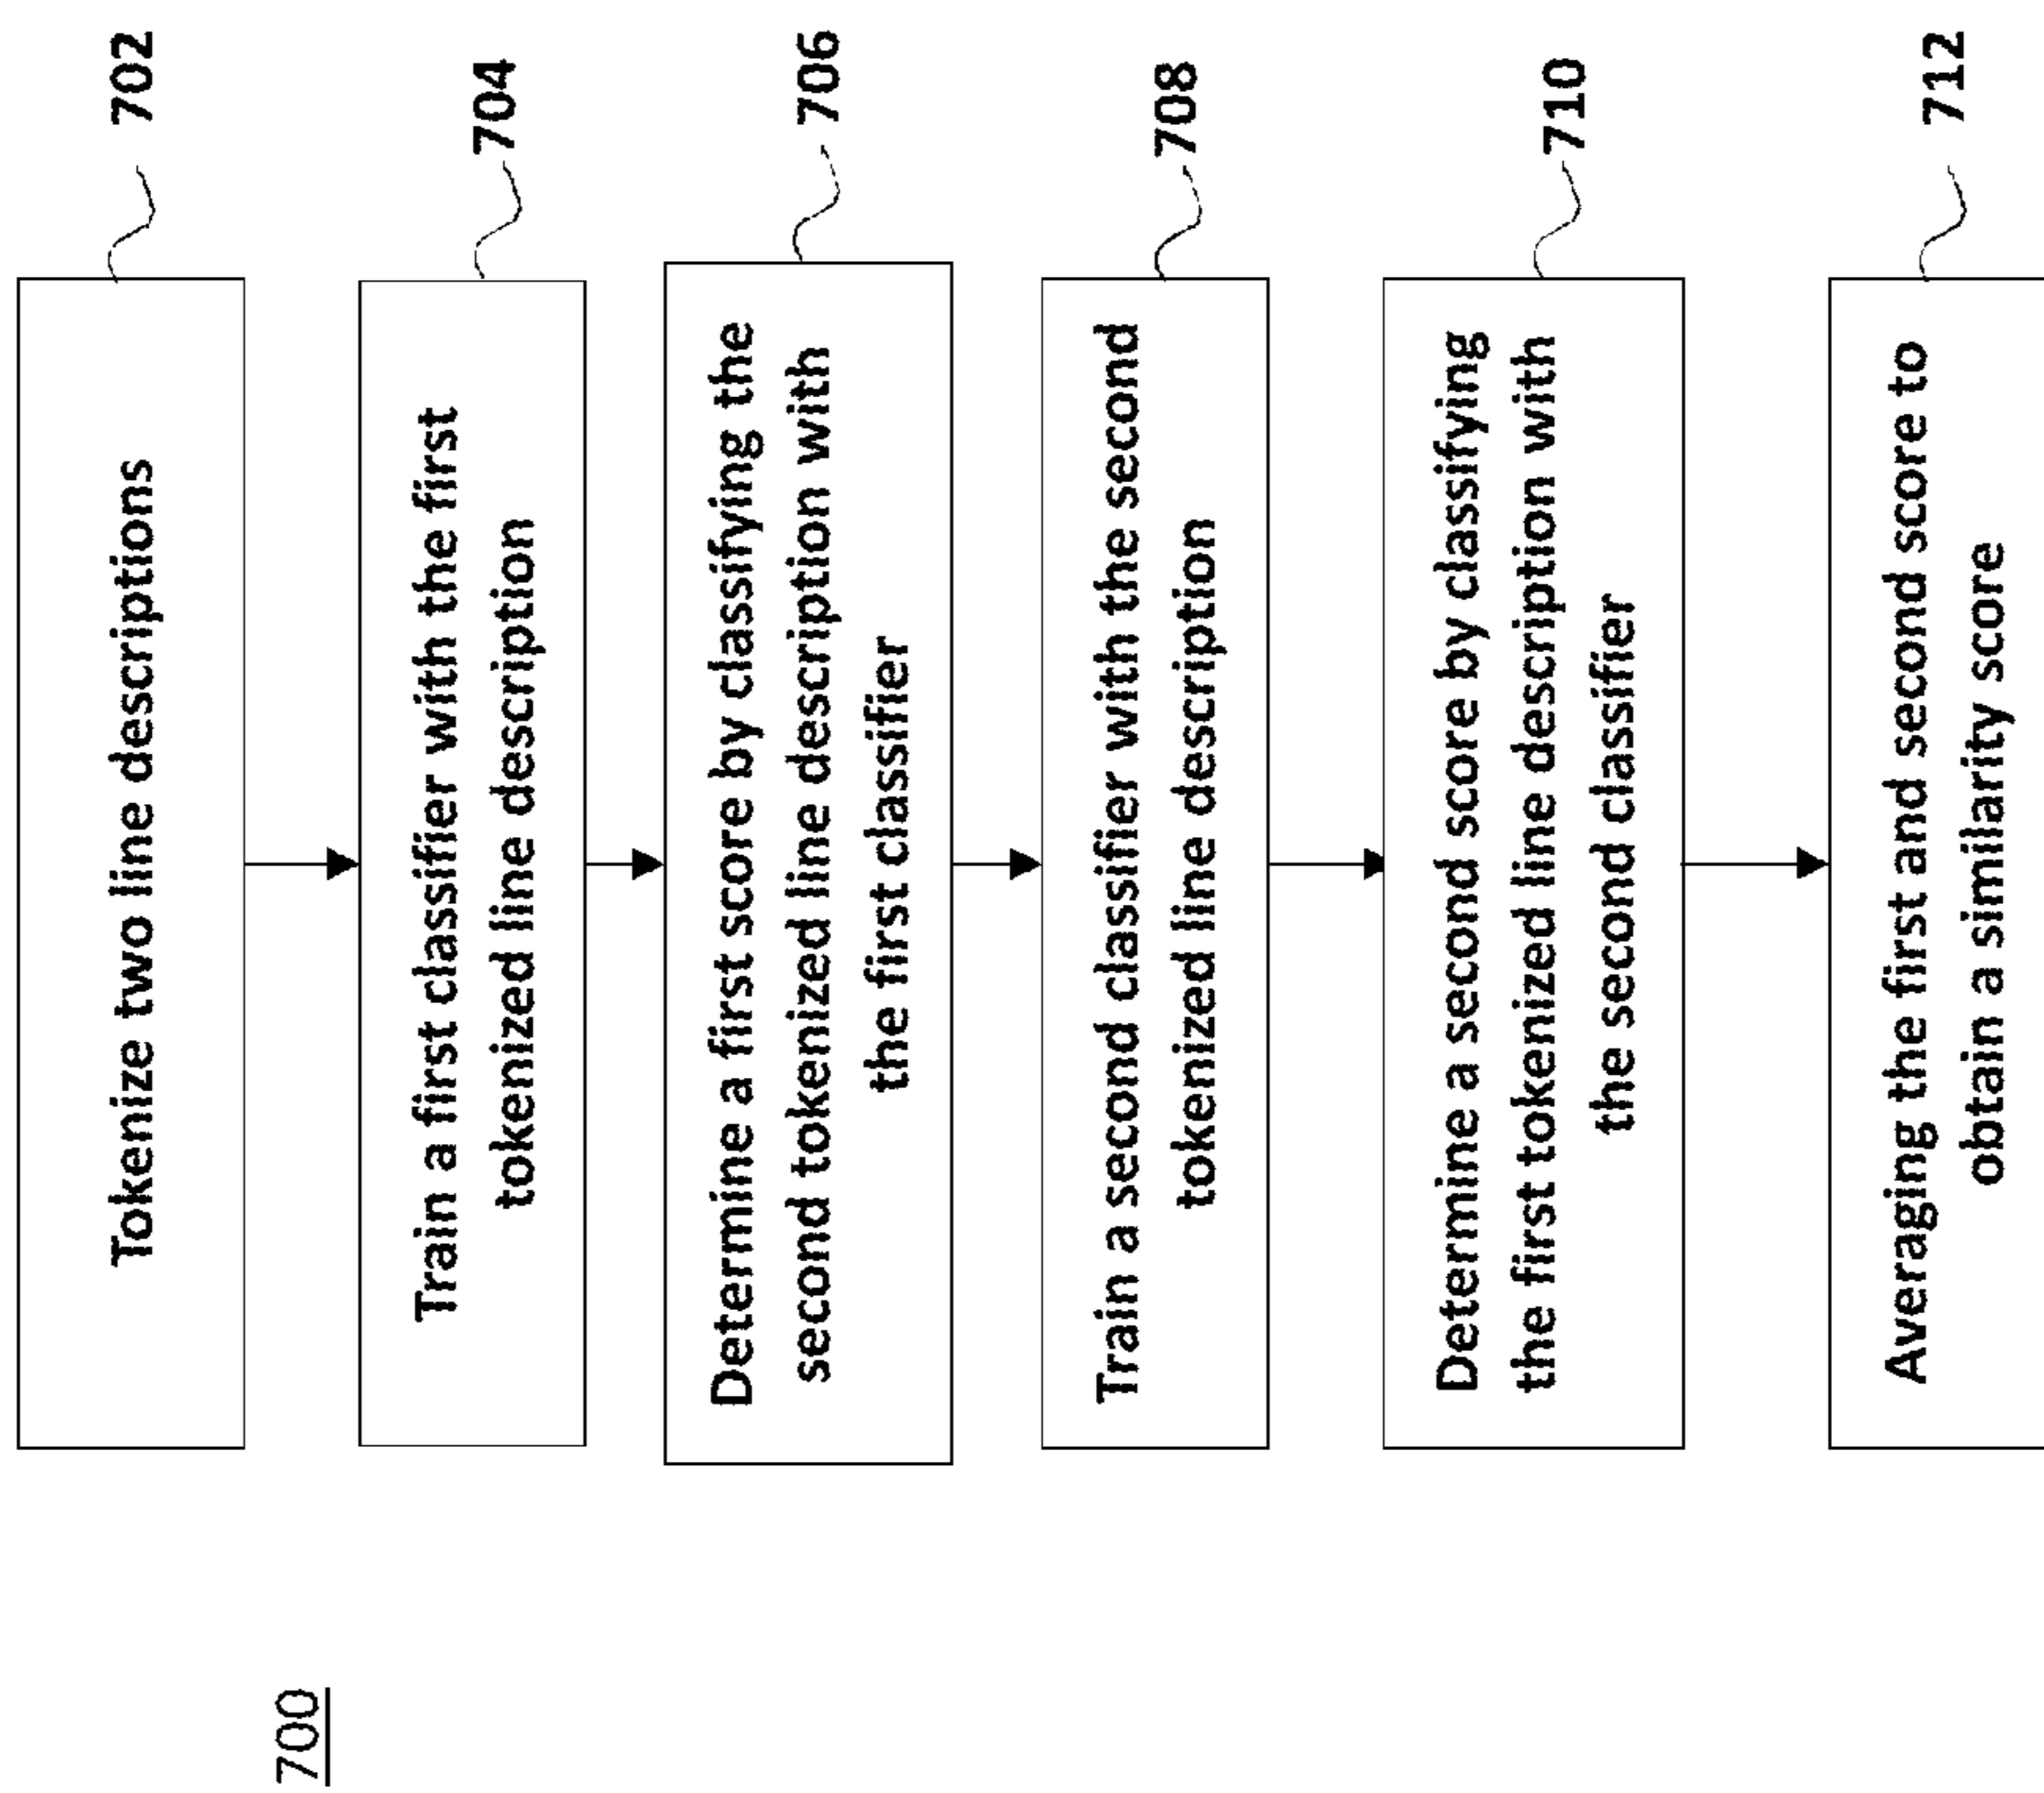 700
Tokenize two line descriptions
702
Train a first classifier with the first
tokenized line description
704
Determine a first score by classifying the
second tokenized line description with
the first classifier
706
Train a second classifier with the second
tokenized line description
708
Determine a second score by classifying
the first tokenized line description with
the second classifier
710
Averaging the first and second score to
obtain a similarity score
712